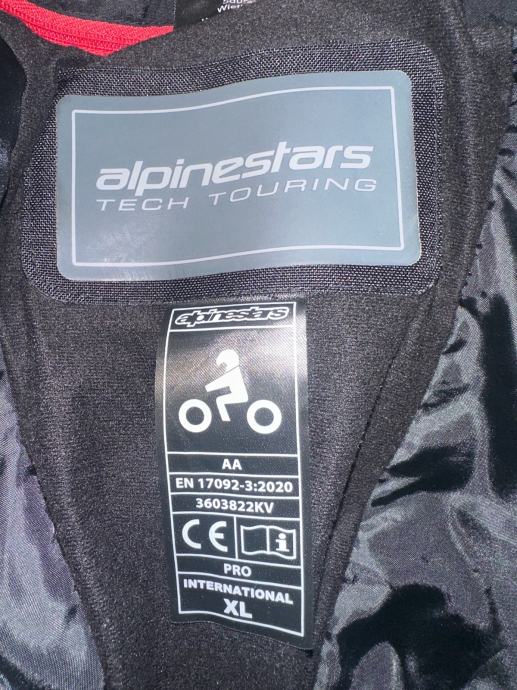 alpinestars
TECH TOURING
alpinestars
AA
EN 17092-3:2020
3603822KV
CE i
PRO
INTERNATIONAL
XL